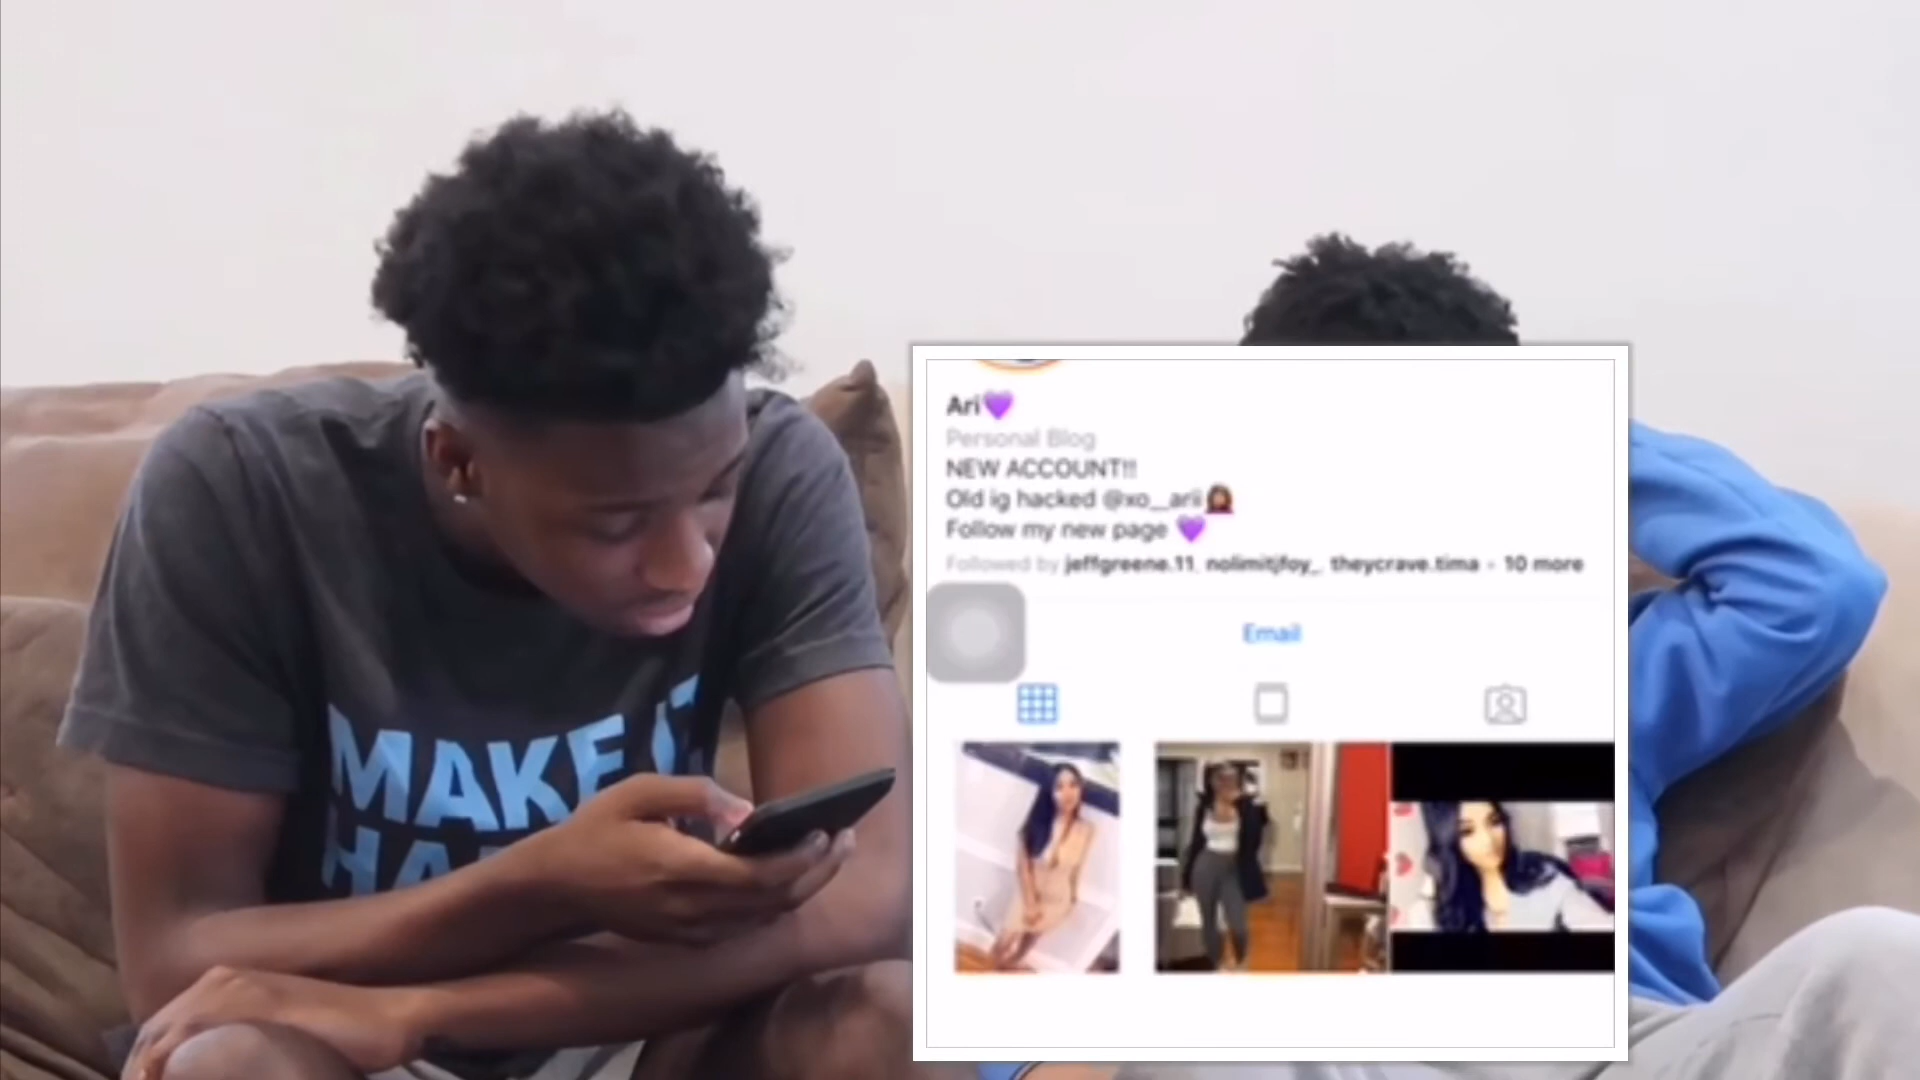 MAKE
HA
Ari💜
Personal Blog
NEW ACCOUNT!!
Old ig hacked @xo__arii🤦🏾‍♀️
Follow my new page 💜
Followed by jeffgreene.11, nolimitjfoy_, theycrave.tima + 10 more
Email